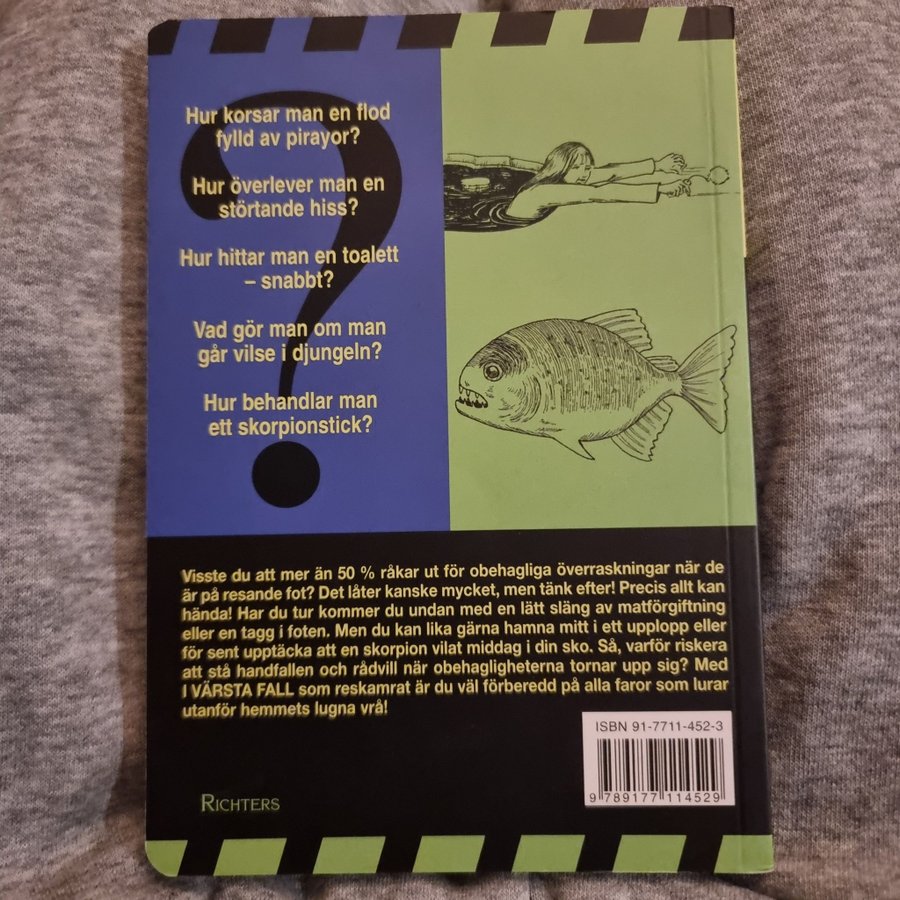 Hur korsar man en flod
fylld av pirayor?
Hur överlever man en
störtande hiss?
Hur hittar man en toalett
– snabbt?
Vad gör man om man
går vilse i djungeln?
Hur behandlar man
ett skorpionstick?
Visste du att mer än 50 % råkar ut för obehagliga överraskningar när de
är på resande fot? Det låter kanske mycket, men tänk efter! Precis allt kan
hända! Har du tur kommer du undan med en lätt släng av matförgiftning
eller en tagg i foten. Men du kan lika gärna hamna mitt i ett upplopp eller
för sent upptäcka att en skorpion vilat middag i din sko. Så, varför riskera
att stå handfallen och rådvill när obehagligheterna tornar upp sig? Med
I VÄRSTA FALL som reskamrat är du väl förberedd på alla faror som lurar
utanför hemmets lugna vrå!
ISBN 91-7711-452-3
9 789177 114529
RICHTERS